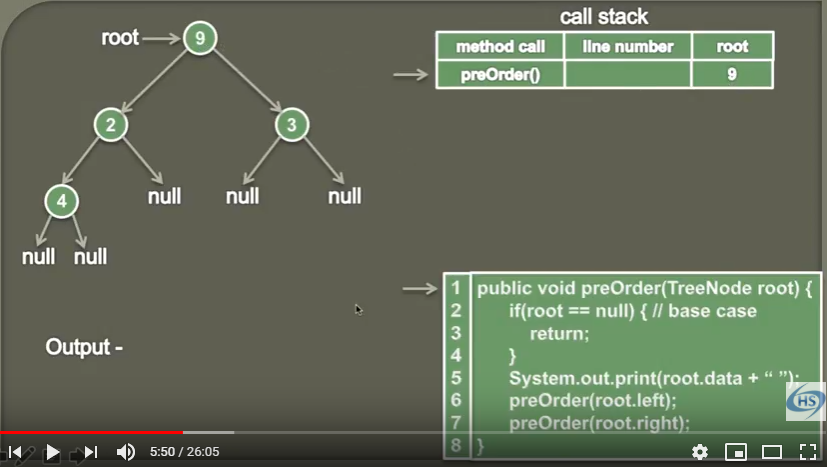 call stack
root
9
method call line number root
preOrder() 9
2
3
4
null
null
null
null null
1 public void preOrder(TreeNode root) {
2 if(root == null) { // base case
3 return;
4 }
5 System.out.print(root.data + “ ”);
6 preOrder(root.left);
7 preOrder(root.right);
8 }
Output -
HS
5:50 / 26:05